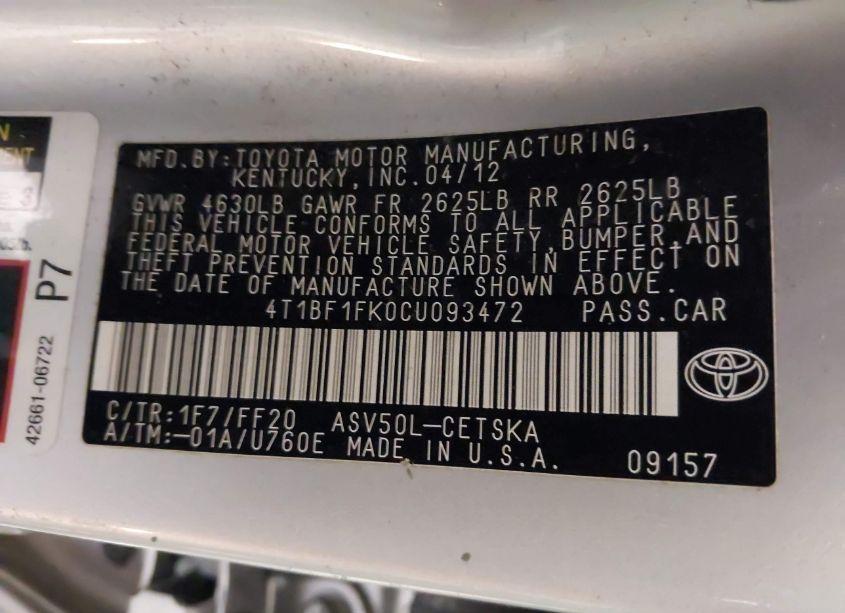 MFD.BY:TOYOTA MOTOR MANUFACTURING,
KENTUCKY,INC.04/12
GVWR 4630LB GAWR FR 2625LB RR 2625LB
THIS VEHICLE CONFORMS TO ALL APPLICABLE
FEDERAL MOTOR VEHICLE SAFETY,BUMPER,AND
THEFT PREVENTION STANDARDS IN EFFECT ON
THE DATE OF MANUFACTURE SHOWN ABOVE.
4T1BF1FK0CU093472 PASS.CAR
C/TR:1F7/FF20 ASV50L-CETSKA
A/TM:-01A/U760E MADE IN U.S.A. 09157
P7
42661-06722